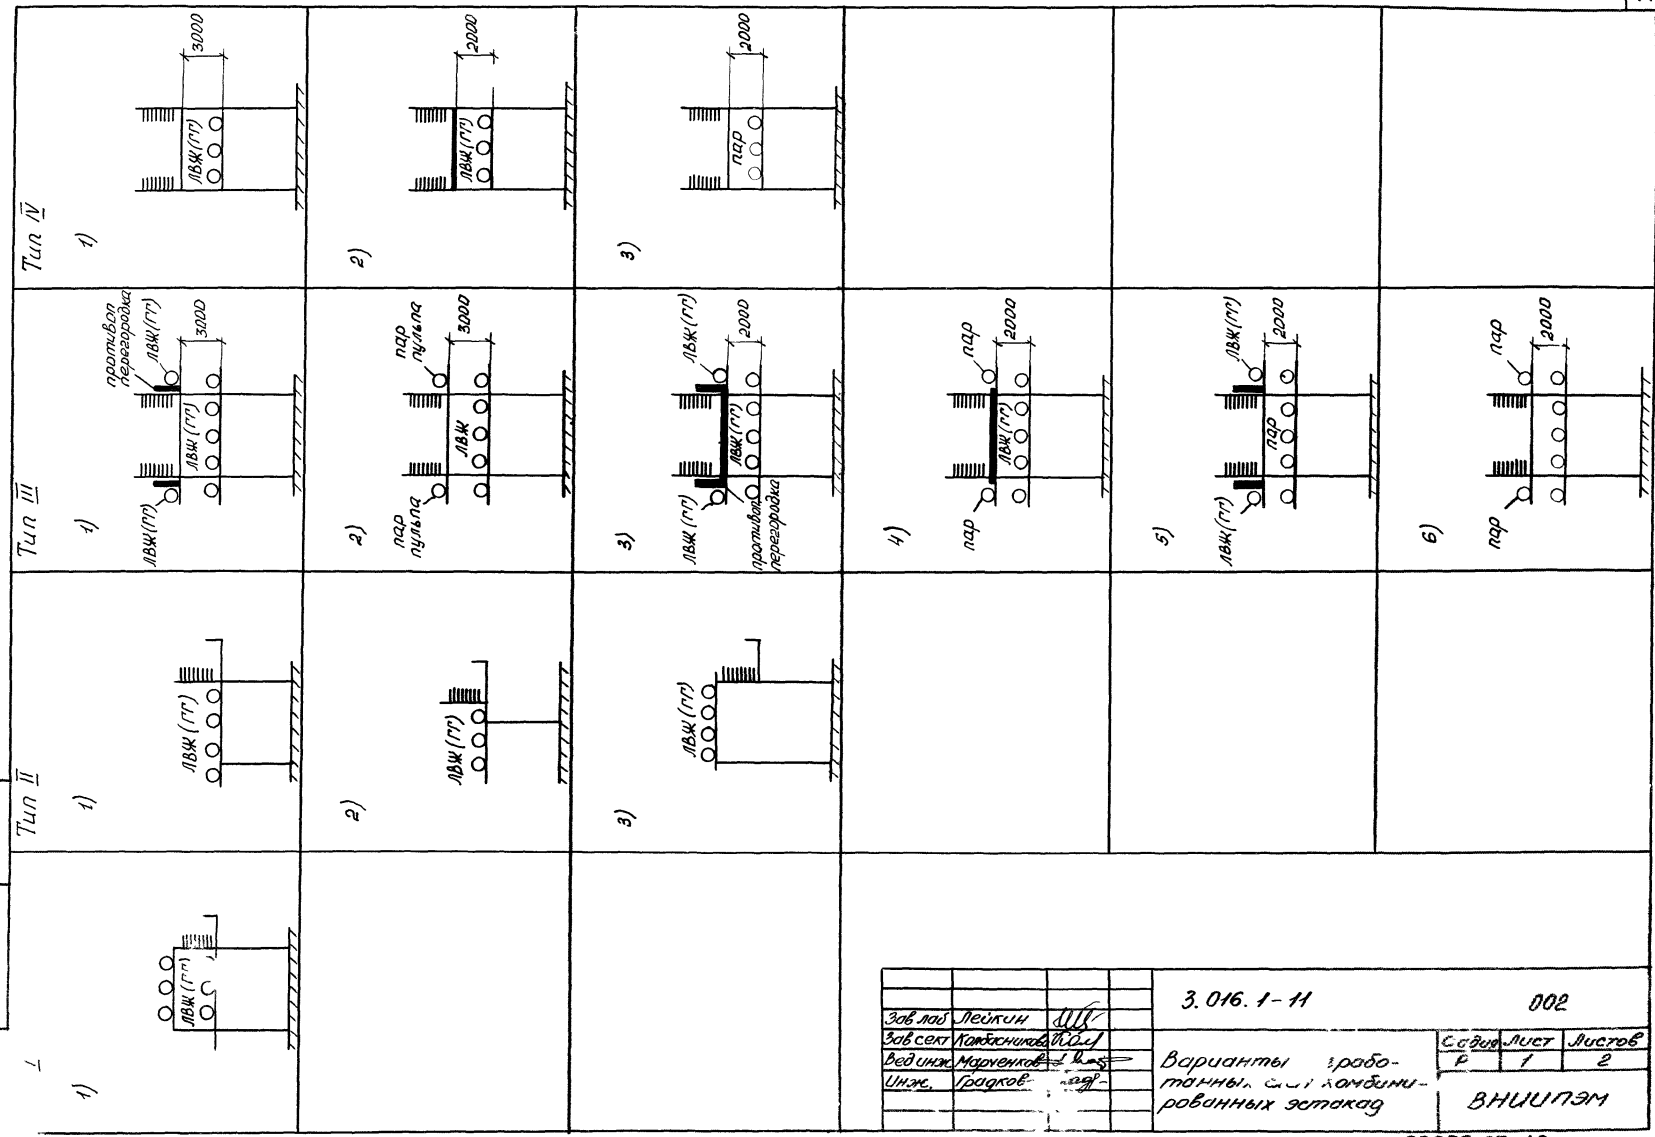 Тип IV
1)
3000
ЛВЖ(ГГ)
2)
2000
ЛВЖ(ГГ)
3)
2000
пар
Тип III
1)
противоп
перегородка
ЛВЖ(ГГ)
3000
ЛВЖ(ГГ)
ЛВЖ(ГГ)
2)
пар
пульпа
3000
ЛВЖ
пар
пульпа
3)
ЛВЖ(ГГ)
2000
ЛВЖ(ГГ)
ЛВЖ(ГГ)
противоп
перегородка
4)
пар
2000
ЛВЖ(ГГ)
пар
5)
ЛВЖ(ГГ)
2000
пар
ЛВЖ(ГГ)
6)
пар
2000
пар
Тип II
1)
ЛВЖ(ГГ)
2)
ЛВЖ(ГГ)
3)
ЛВЖ(ГГ)
I
1)
ЛВЖ(ГГ)
3.016.1-11 002
Зав лаб Лейкин
Зав сект
Вед инж Марченков
Инж. Градков
Варианты
комбини-
рованных эстакад
Лист Листов
Р 1 2
ВНИИПЭМ